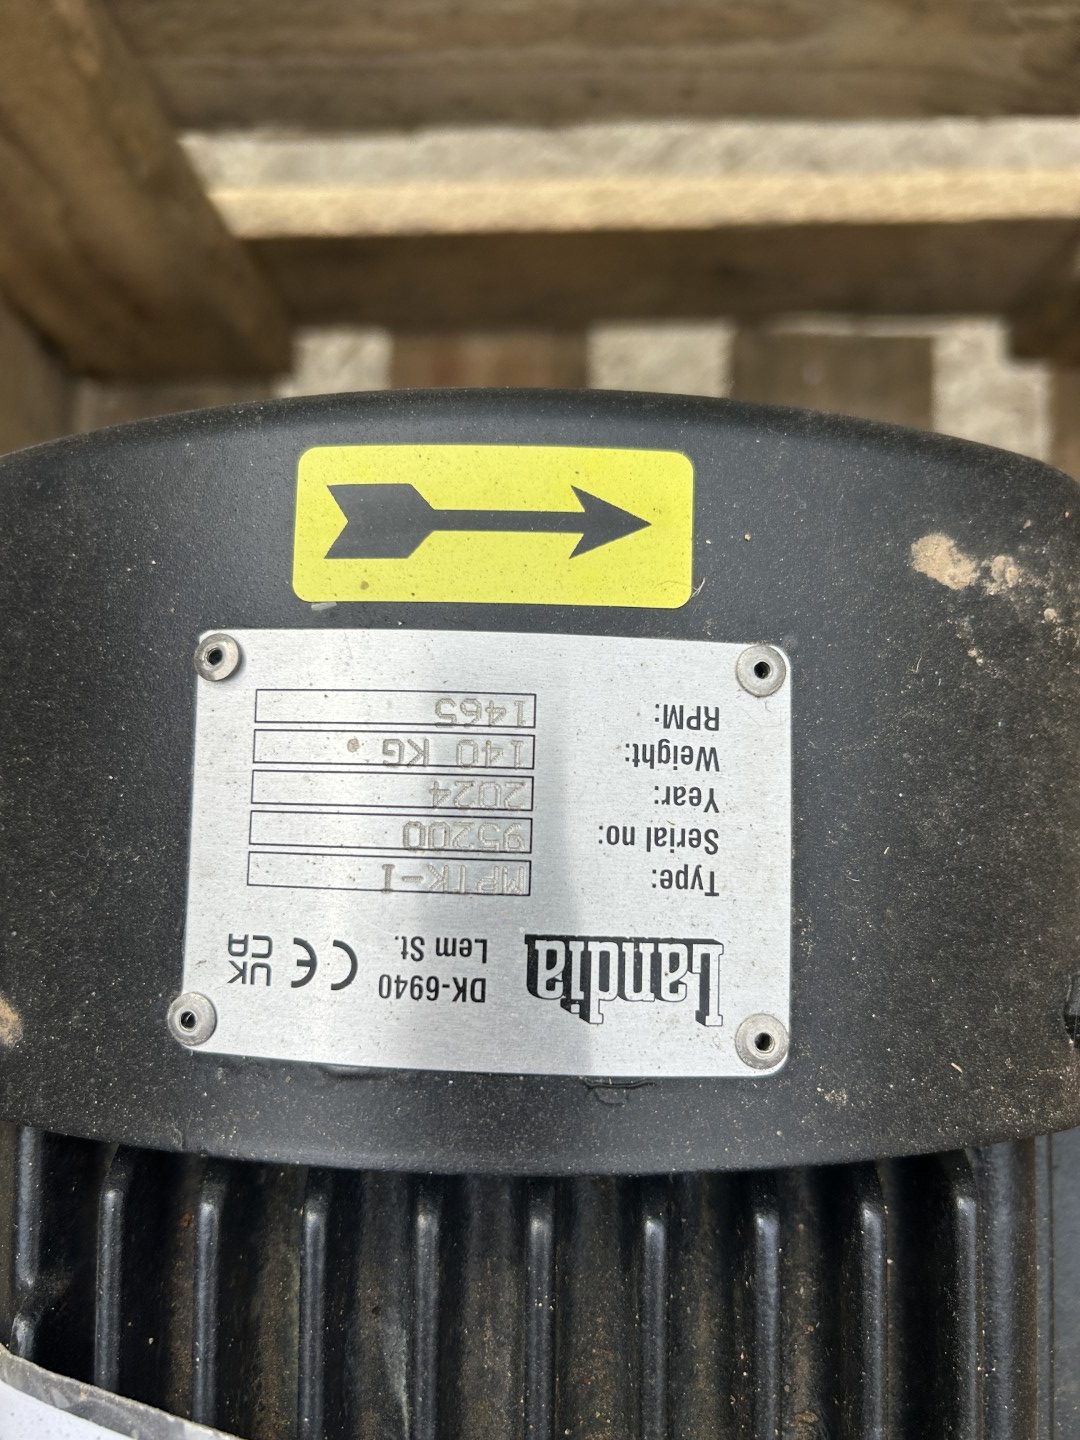 Landia DK-6940
Lem St. CE UK CA
Type: MPTK-I
Serial no: 95200
Year: 2024
Weight: 140 KG.
RPM: 1465